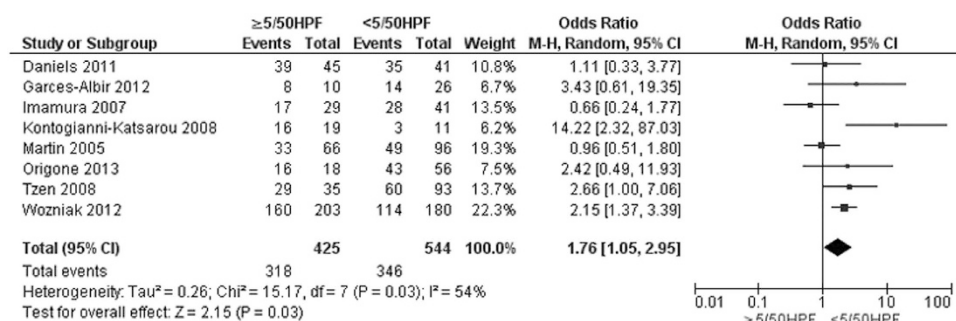 ≥5/50HPF <5/50HPF Odds Ratio Odds Ratio
Study or Subgroup Events Total Events Total Weight M-H, Random, 95% CI M-H, Random, 95% CI
Daniels 2011 39 45 35 41 10.8% 1.11 [0.33, 3.77]
Garces-Albir 2012 8 10 14 26 6.7% 3.43 [0.61, 19.35]
Imamura 2007 17 29 28 41 13.5% 0.66 [0.24, 1.77]
Kontogianni-Katsarou 2008 16 19 3 11 6.2% 14.22 [2.32, 87.03]
Martin 2005 33 66 49 96 19.3% 0.96 [0.51, 1.80]
Origone 2013 16 18 43 56 7.5% 2.42 [0.49, 11.93]
Tzen 2008 29 35 60 93 13.7% 2.66 [1.00, 7.06]
Wozniak 2012 160 203 114 180 22.3% 2.15 [1.37, 3.39]
Total (95% CI) 425 544 100.0% 1.76 [1.05, 2.95]
Total events 318 346
Heterogeneity: Tau² = 0.26; Chi² = 15.17, df = 7 (P = 0.03); I² = 54%
Test for overall effect: Z = 2.15 (P = 0.03)
0.01 0.1 1 10 100
≥5/50HPF <5/50HPF